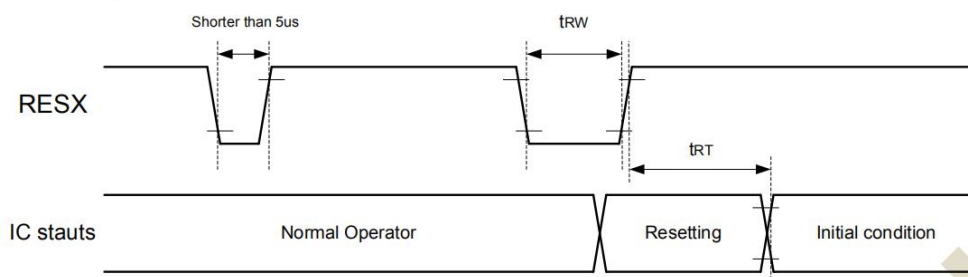 Shorter than 5us
tRW
RESX
tRT
IC stauts
Normal Operator
Resetting
Initial condition